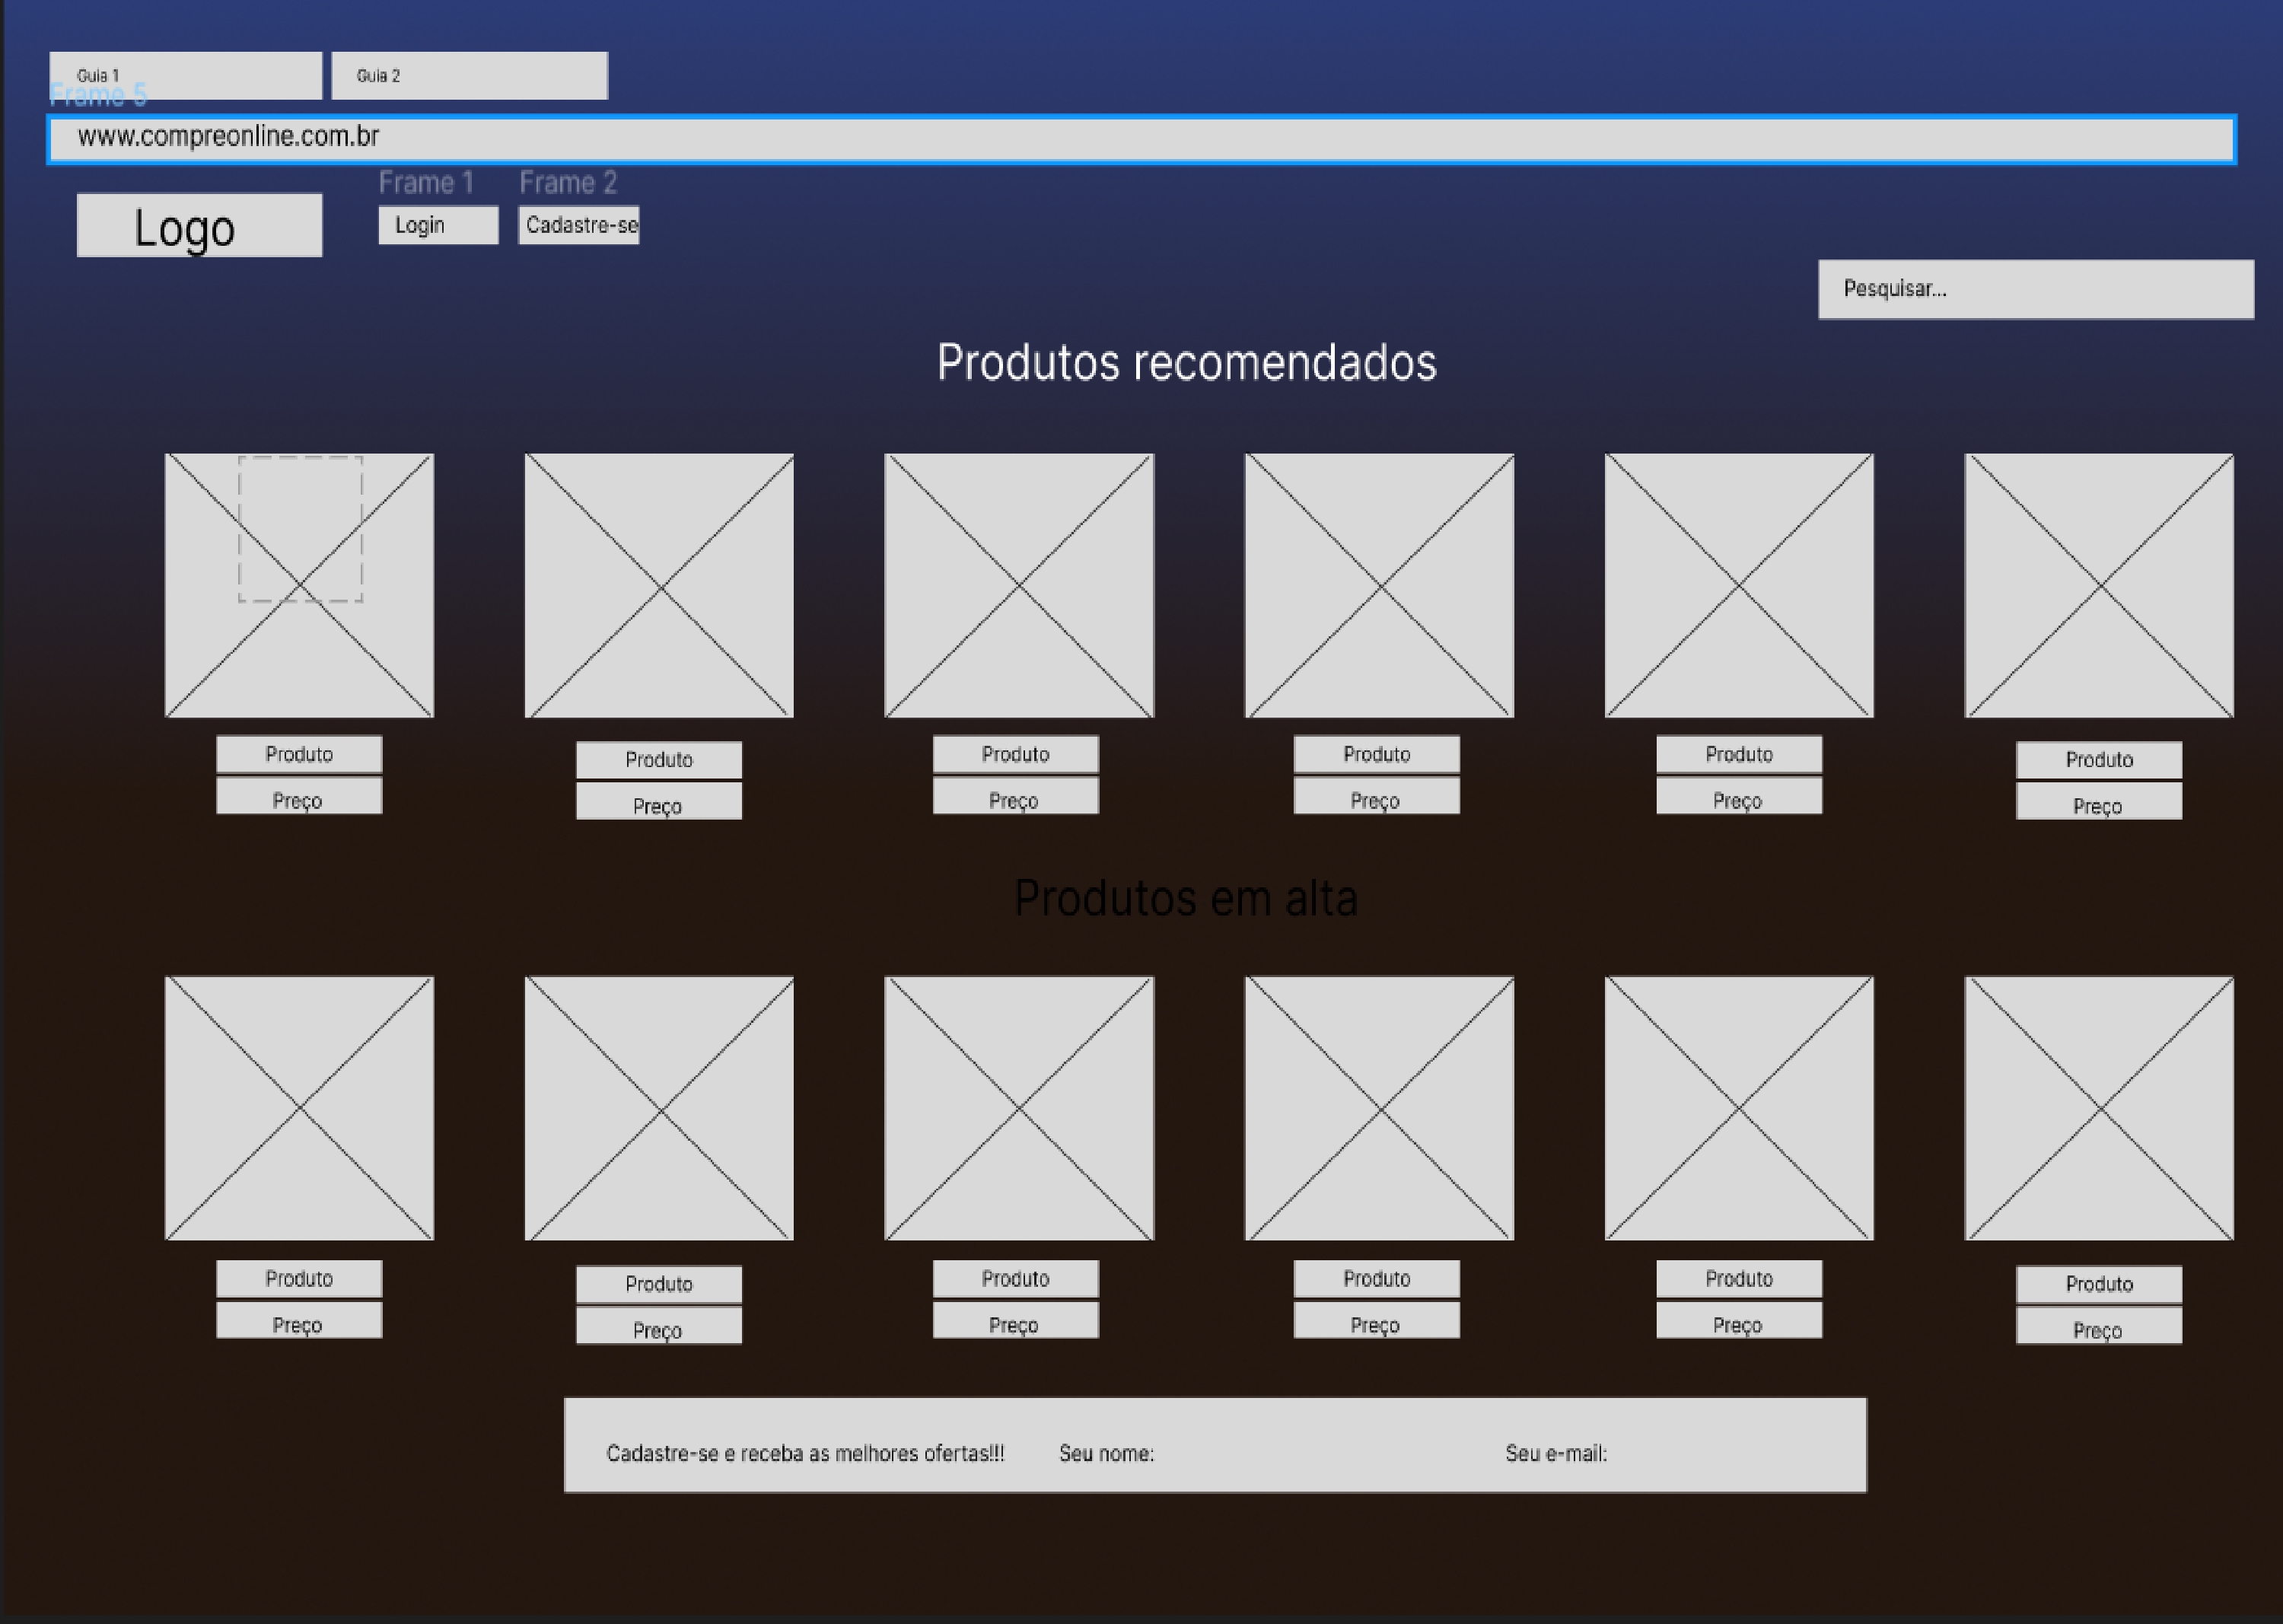 Guia 1
Guia 2
Frame 5
www.compreonline.com.br
Frame 1
Frame 2
Logo
Login
Cadastre-se
Pesquisar...
Produtos recomendados
Produto
Produto
Produto
Produto
Produto
Produto
Preço
Preço
Preço
Preço
Preço
Preço
Produtos em alta
Produto
Produto
Produto
Produto
Produto
Produto
Preço
Preço
Preço
Preço
Preço
Preço
Cadastre-se e receba as melhores ofertas!!!
Seu nome:
Seu e-mail: